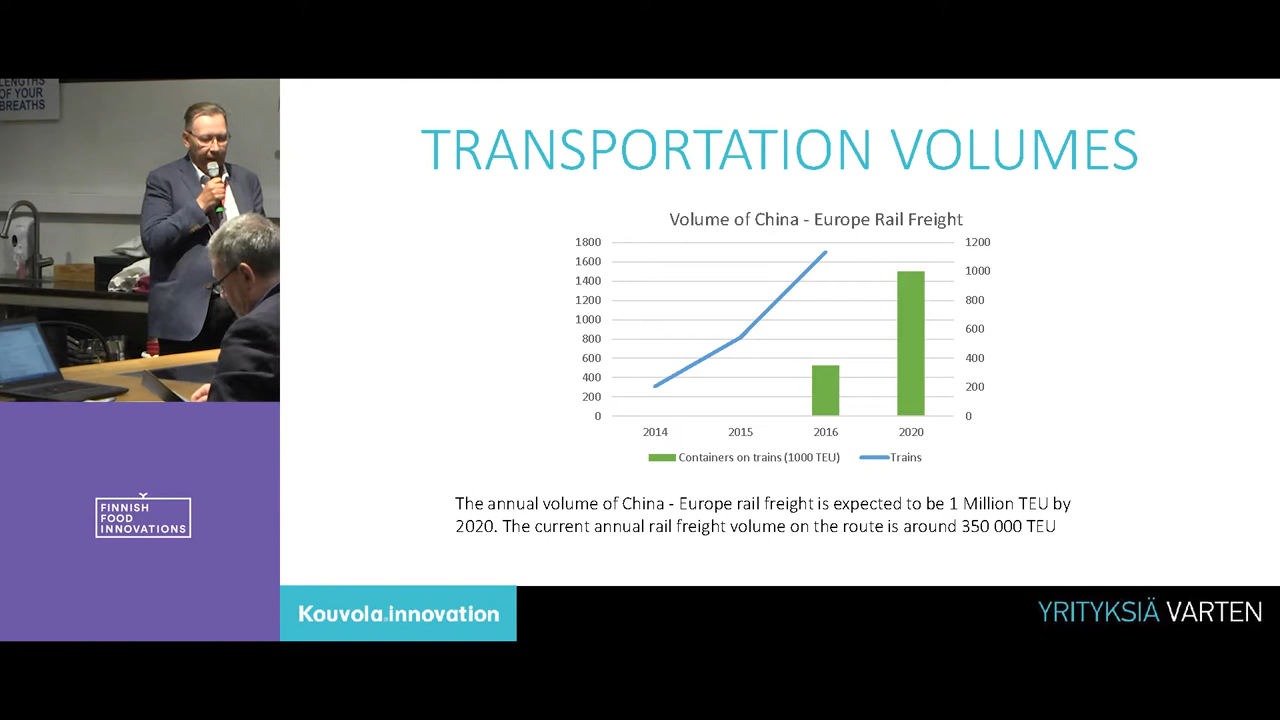 LENGTHS
OF YOUR
BREATHS
TRANSPORTATION VOLUMES
Volume of China - Europe Rail Freight
1800
1600
1400
1200
1000
800
600
400
200
0
1200
1000
800
600
400
200
0
2014 2015 2016 2020
Containers on trains (1000 TEU) Trains
The annual volume of China - Europe rail freight is expected to be 1 Million TEU by
2020. The current annual rail freight volume on the route is around 350 000 TEU
FINNISH
FOOD
INNOVATIONS
Kouvola.innovation
YRITYKSIÄ VARTEN